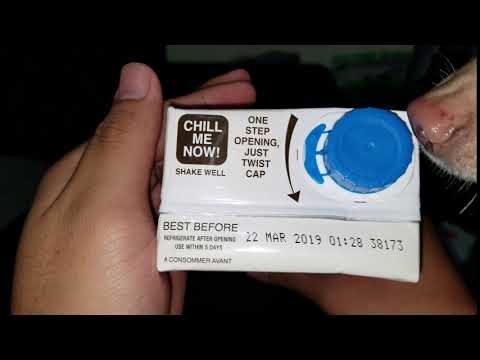 CHILL
ME
NOW!
SHAKE WELL
ONE
STEP
OPENING,
JUST
TWIST
CAP
BEST BEFORE
REFRIGERATE AFTER OPENING
USE WITHIN 5 DAYS
22 MAR 2019 01:28 38173
A CONSOMMER AVANT